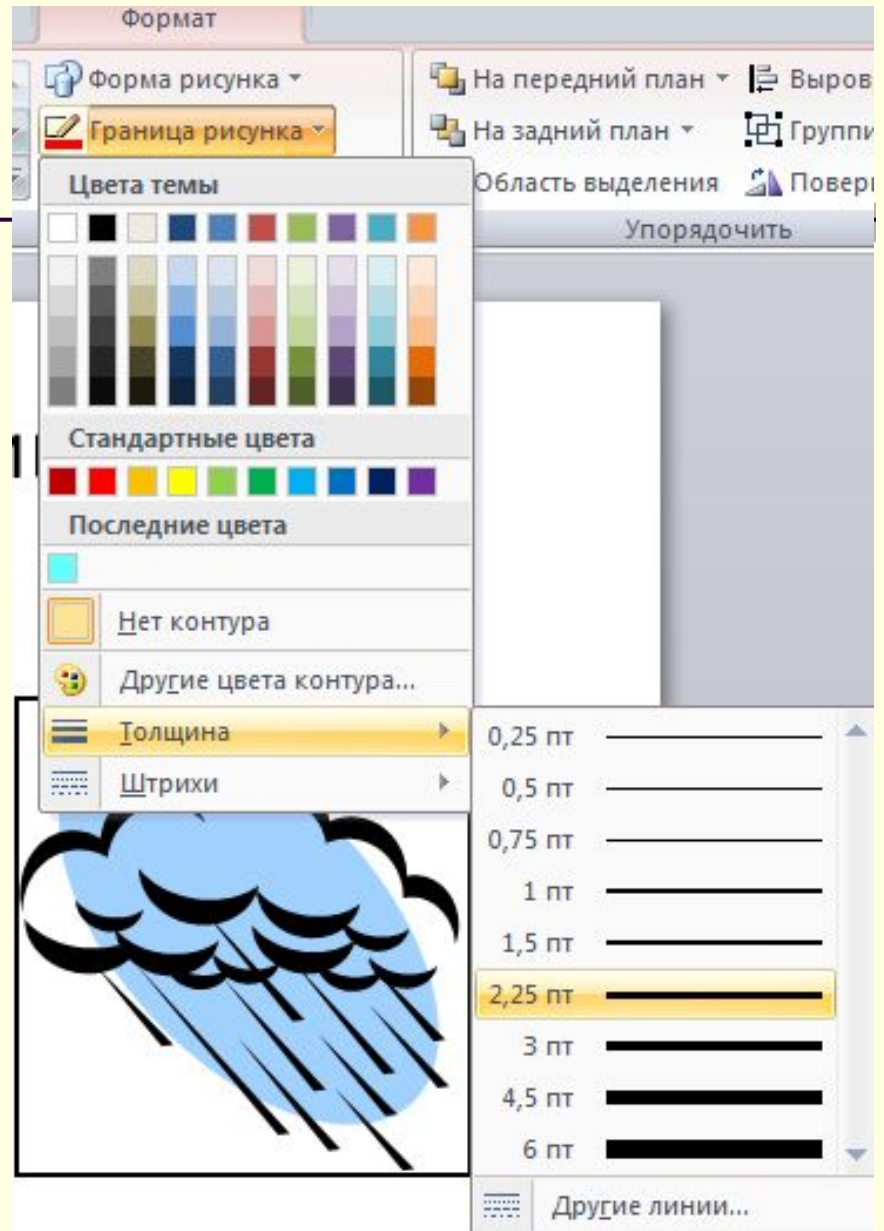 Формат
Форма рисунка
На передний план
Выров
Граница рисунка
На задний план
Группи
Цвета темы
Область выделения
Повер
Упорядочить
Стандартные цвета
Последние цвета
Нет контура
Другие цвета контура...
Толщина
Штрихи
0,25 пт
0,5 пт
0,75 пт
1 пт
1,5 пт
2,25 пт
3 пт
4,5 пт
6 пт
Другие линии...